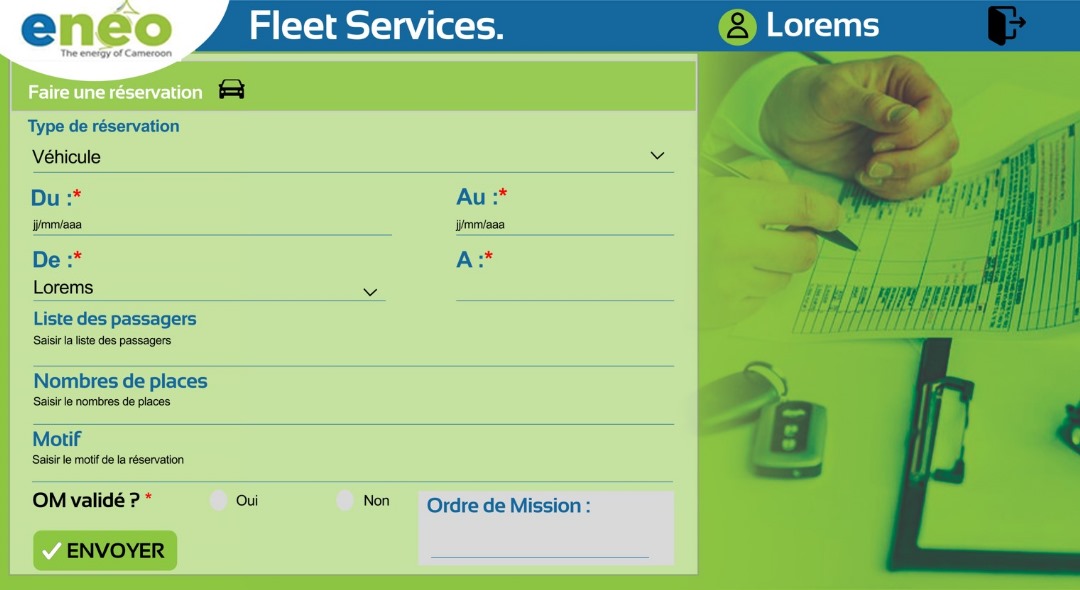 eneo
The energy of Cameroon
Fleet Services.
Lorems
Faire une réservation
Type de réservation
Véhicule
Du :*
Au :*
jj/mm/aaa
jj/mm/aaa
De :*
A :*
Lorems
Liste des passagers
Saisir la liste des passagers
Nombres de places
Saisir le nombres de places
Motif
Saisir le motif de la réservation
OM validé ? *
Oui
Non
Ordre de Mission :
ENVOYER